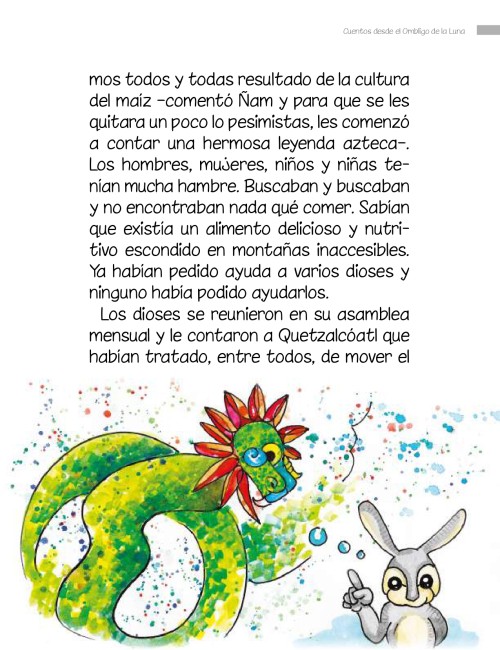 Cuentos desde el Ombligo de la Luna
mos todos y todas resultado de la cultura
del maíz –comentó Ñam y para que se les
quitara un poco lo pesimistas, les comenzó
a contar una hermosa leyenda azteca–.
Los hombres, mujeres, niños y niñas te-
nían mucha hambre. Buscaban y buscaban
y no encontraban nada qué comer. Sabían
que existía un alimento delicioso y nutri-
tivo escondido en montañas inaccesibles.
Ya habían pedido ayuda a varios dioses y
ninguno había podido ayudarlos.
Los dioses se reunieron en su asamblea
mensual y le contaron a Quetzalcóatl que
habían tratado, entre todos, de mover el